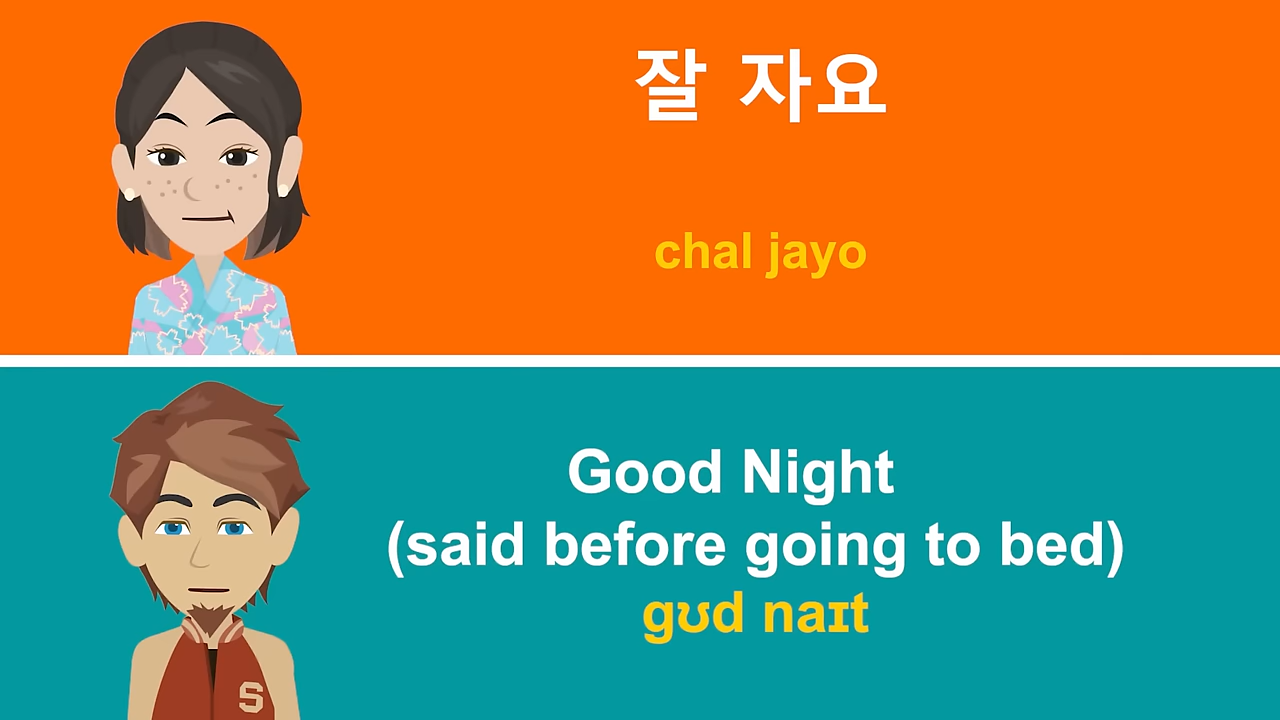 잘 자요
chal jayo
Good Night
(said before going to bed)
gʊd naɪt
S